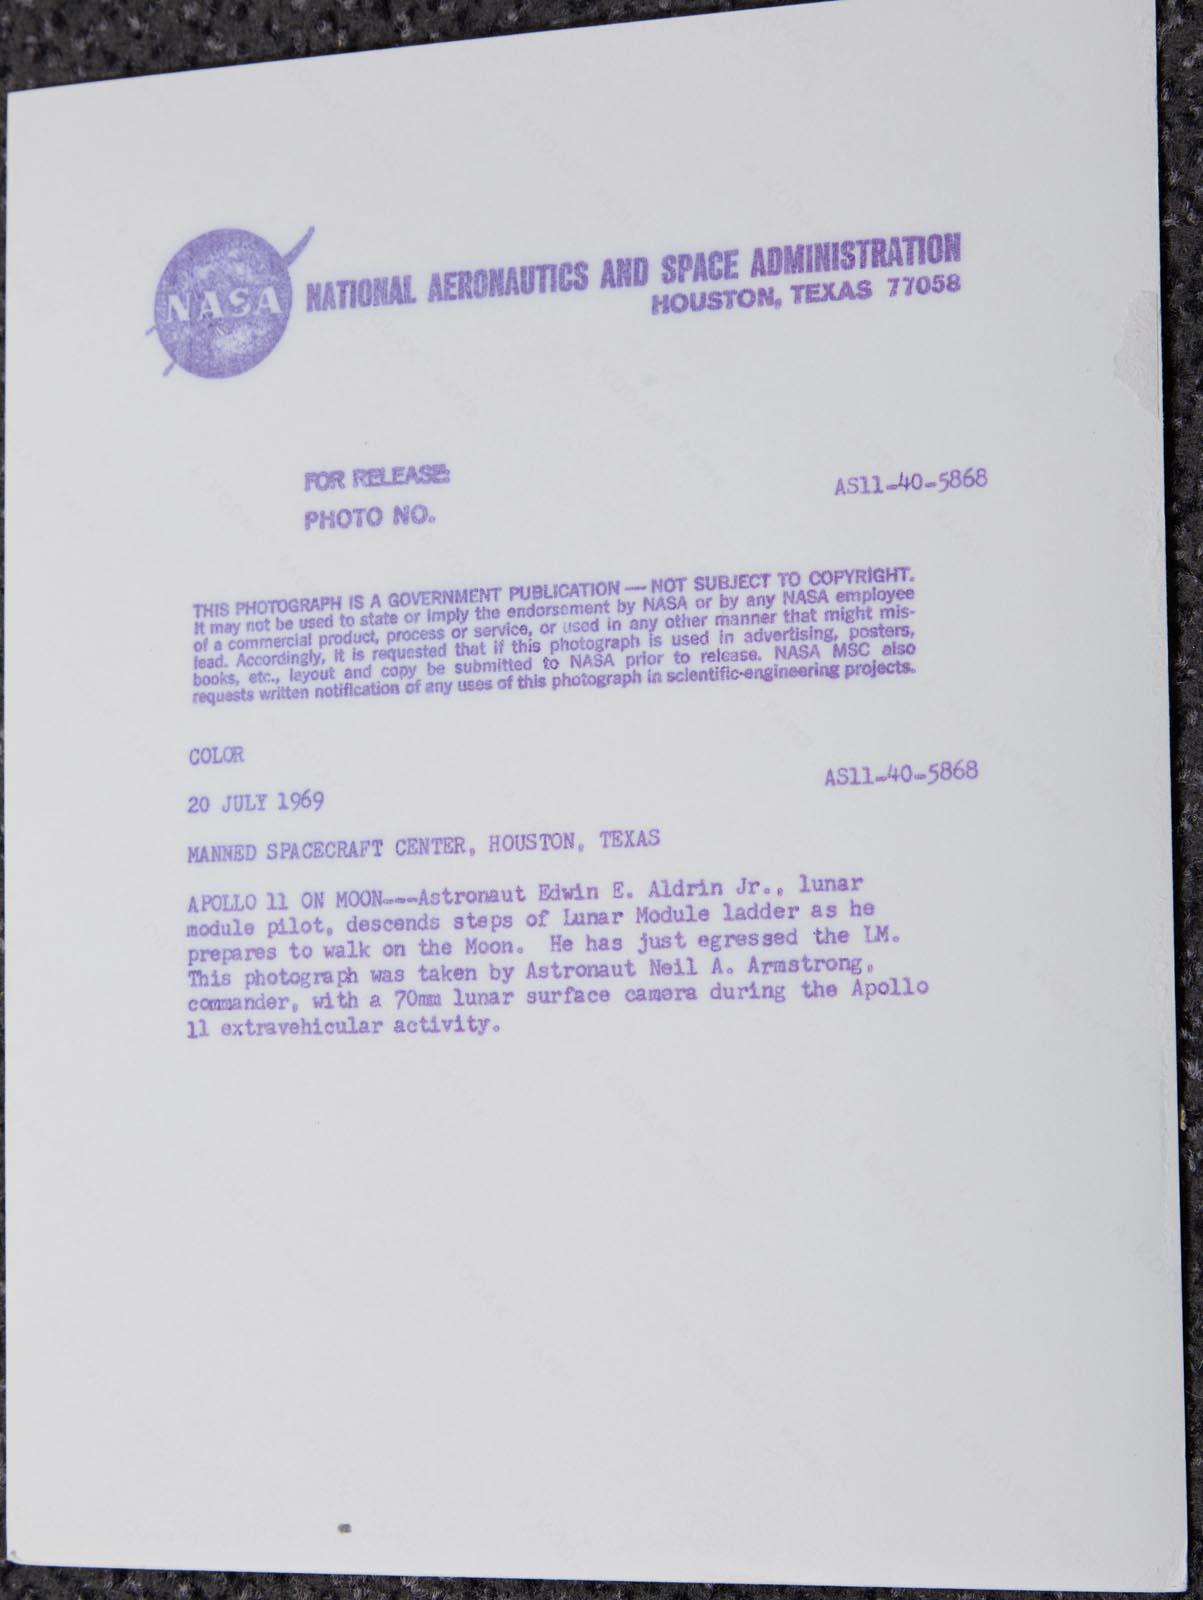 NASA
NATIONAL AERONAUTICS AND SPACE ADMINISTRATION
HOUSTON, TEXAS 77058
FOR RELEASE:
AS11-40-5868
PHOTO NO.
THIS PHOTOGRAPH IS A GOVERNMENT PUBLICATION — NOT SUBJECT TO COPYRIGHT.
It may not be used to state or imply the endorsement by NASA or by any NASA employee
of a commercial product, process or service, or used in any other manner that might mis-
lead. Accordingly, it is requested that if this photograph is used in advertising, posters,
books, etc., layout and copy be submitted to NASA prior to release. NASA MSC also
requests written notification of any uses of this photograph in scientific-engineering projects.
COLOR
AS11-40-5868
20 JULY 1969
MANNED SPACECRAFT CENTER, HOUSTON, TEXAS
APOLLO 11 ON MOON---Astronaut Edwin E. Aldrin Jr., lunar
module pilot, descends steps of Lunar Module ladder as he
prepares to walk on the Moon. He has just egressed the LM.
This photograph was taken by Astronaut Neil A. Armstrong,
commander, with a 70mm lunar surface camera during the Apollo
11 extravehicular activity.